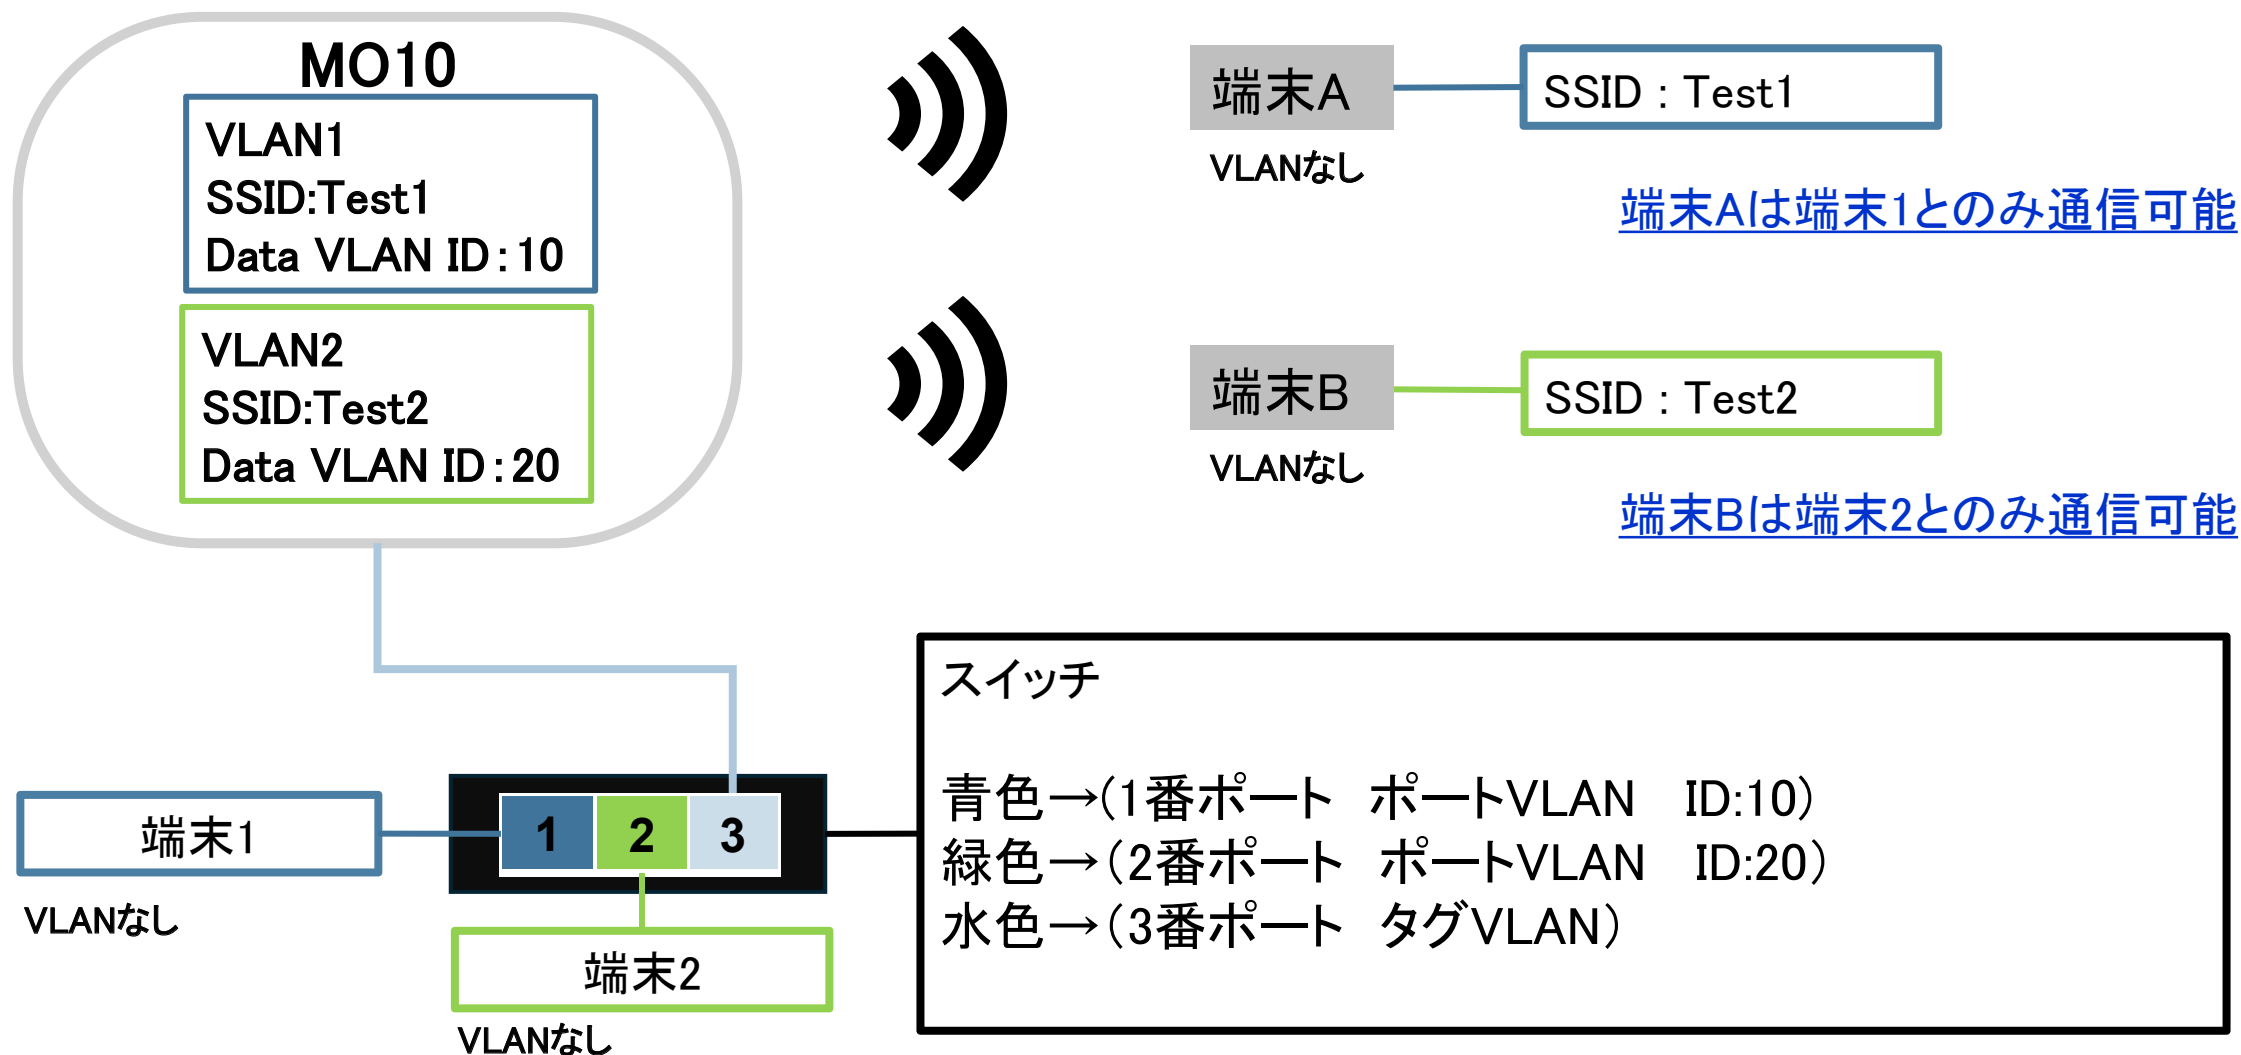 MO10
VLAN1
SSID:Test1
Data VLAN ID:10
VLAN2
SSID:Test2
Data VLAN ID:20
端末A
SSID : Test1
VLANなし
端末Aは端末1とのみ通信可能
端末B
SSID : Test2
VLANなし
端末Bは端末2とのみ通信可能
スイッチ
青色→(1番ポート ポートVLAN ID:10)
緑色→(2番ポート ポートVLAN ID:20)
水色→(3番ポート タグVLAN)
端末1
1 2 3
VLANなし
端末2
VLANなし